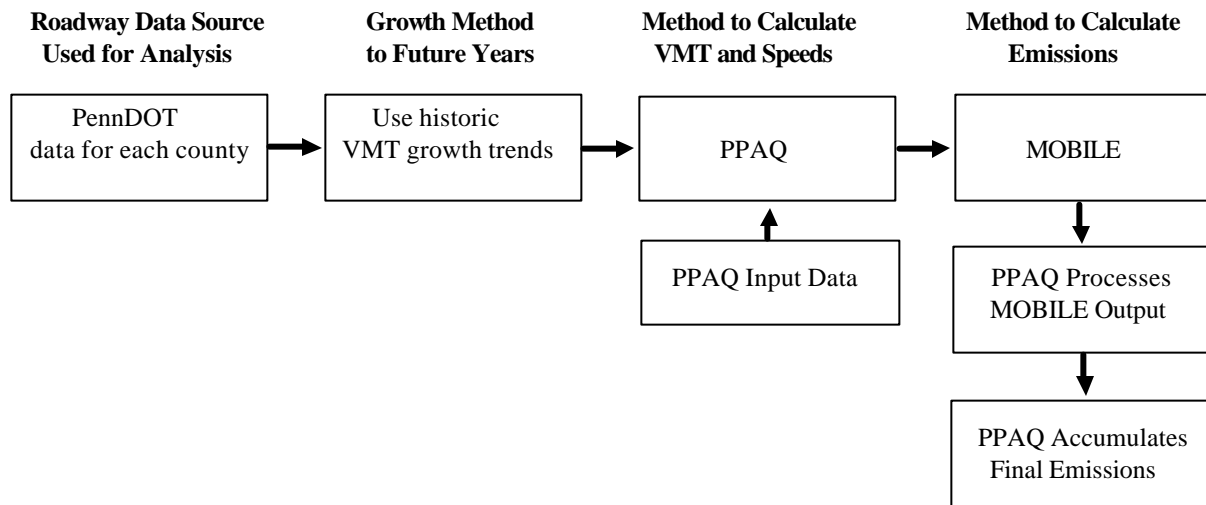 Roadway Data Source
Used for Analysis
Growth Method
to Future Years
Method to Calculate
VMT and Speeds
Method to Calculate
Emissions
PennDOT
data for each county
Use historic
VMT growth trends
PPAQ
MOBILE
PPAQ Input Data
PPAQ Processes
MOBILE Output
PPAQ Accumulates
Final Emissions